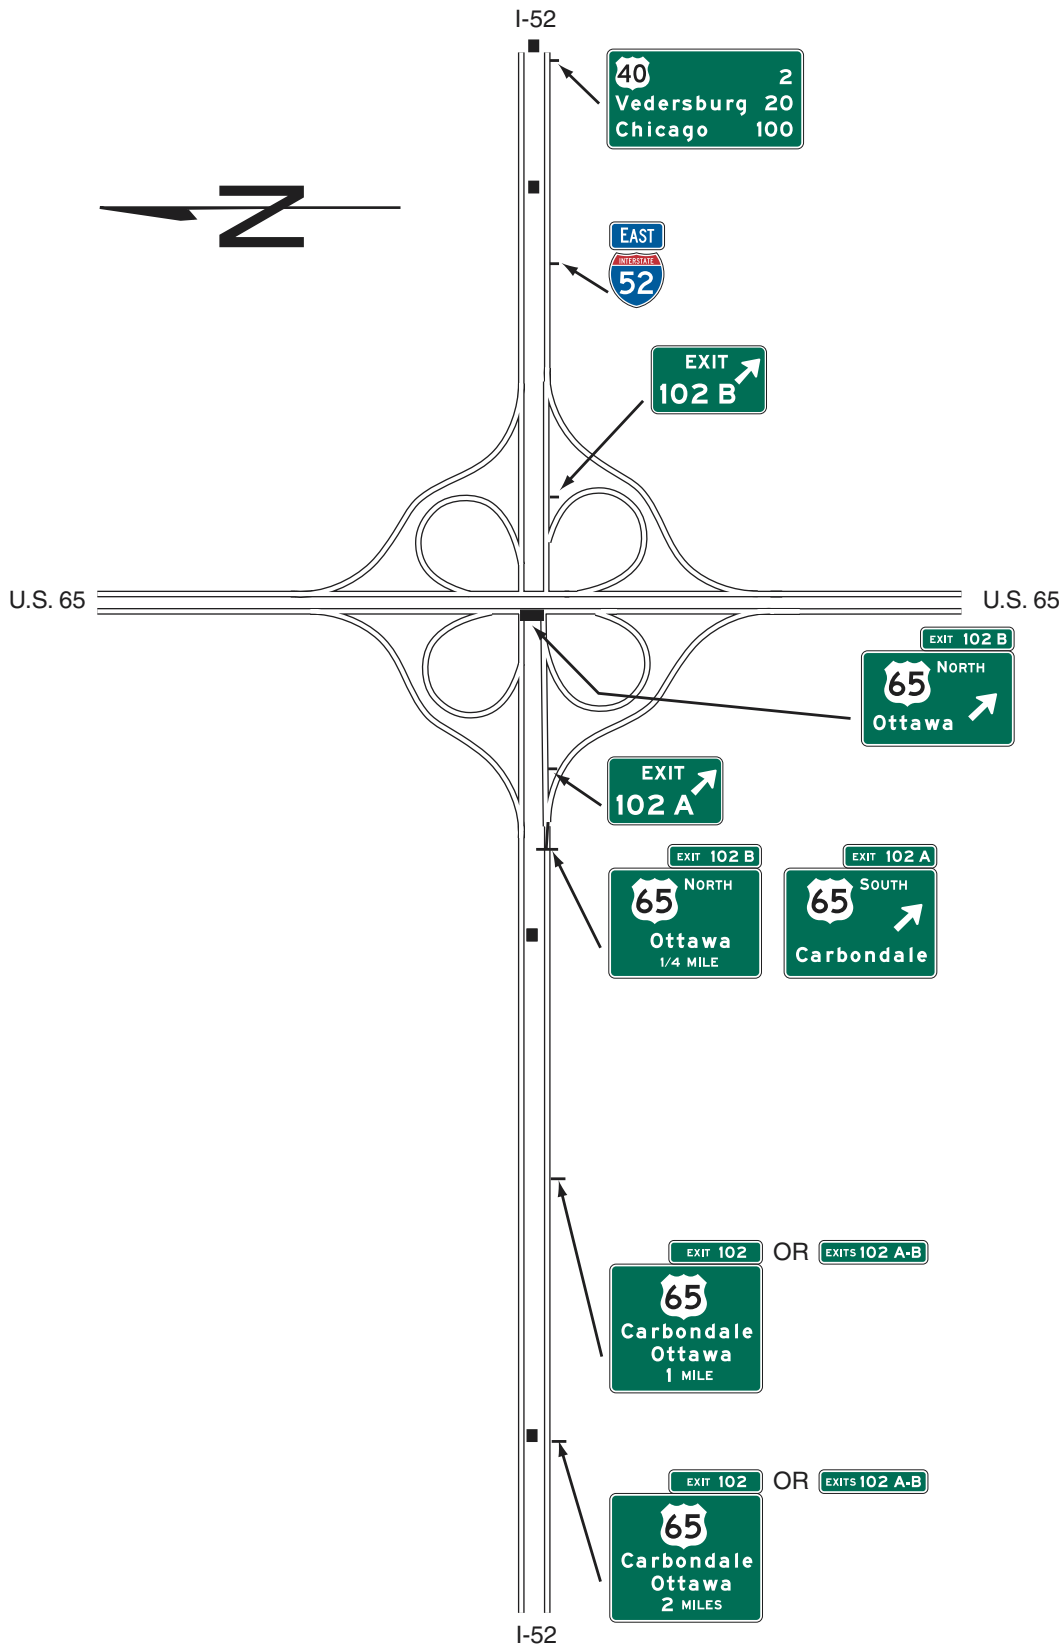 I-52
40 2
Vedersburg 20
Chicago 100
N
EAST
INTERSTATE
52
EXIT
102 B
U.S. 65
U.S. 65
EXIT 102 B
65 NORTH
Ottawa
EXIT
102 A
EXIT 102 B
65 NORTH
Ottawa
1/4 MILE
EXIT 102 A
65 SOUTH
Carbondale
EXIT 102 OR EXITS 102 A-B
65
Carbondale
Ottawa
1 MILE
EXIT 102 OR EXITS 102 A-B
65
Carbondale
Ottawa
2 MILES
I-52